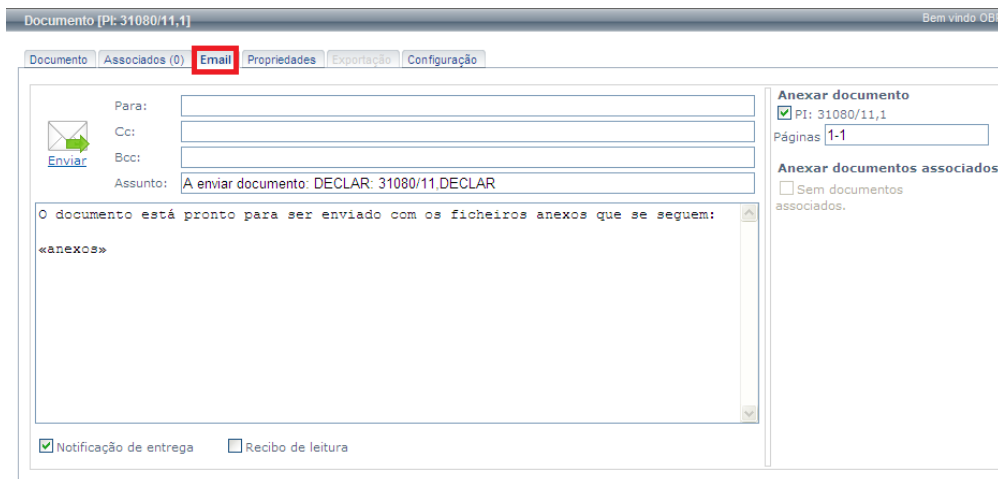 Documento [PI: 31080/11,1]
Bem vindo OB
Documento Associados (0) Email Propriedades Exportação Configuração
Para:
Cc:
Bcc:
Enviar
Assunto: A enviar documento: DECLAR: 31080/11,DECLAR
O documento está pronto para ser enviado com os ficheiros anexos que se seguem:
«anexos»
Notificação de entrega Recibo de leitura
Anexar documento
PI: 31080/11,1
Páginas 1-1
Anexar documentos associados
Sem documentos
associados.